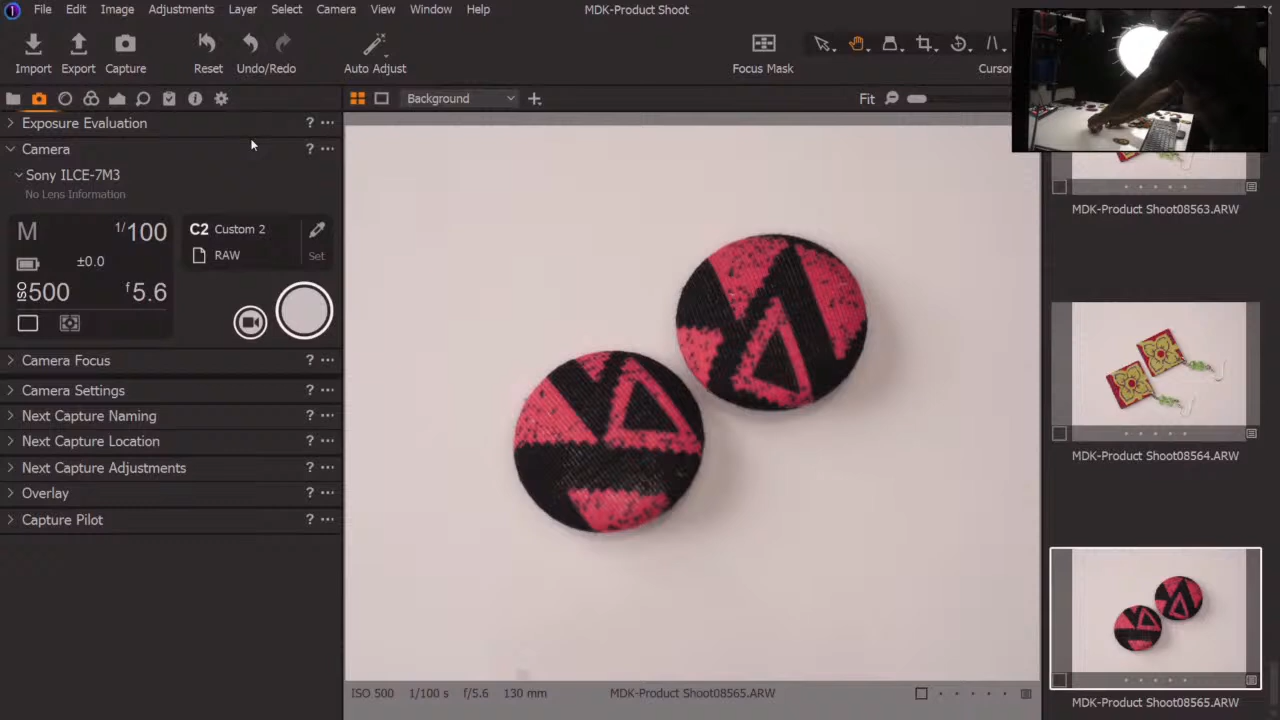 File Edit Image Adjustments Layer Select Camera View Window Help MDK-Product Shoot
Import Export Capture Reset Undo/Redo Auto Adjust Focus Mask Cursor
Background Fit
Exposure Evaluation ? ...
Camera ? ...
Sony ILCE-7M3
No Lens Information
M 1/100 C2 Custom 2
±0.0 RAW Set
ISO 500 f 5.6
Camera Focus ? ...
Camera Settings ? ...
Next Capture Naming ? ...
Next Capture Location ? ...
Next Capture Adjustments ? ...
Overlay ? ...
Capture Pilot ? ...
ISO 500 1/100 s f/5.6 130 mm MDK-Product Shoot08565.ARW
MDK-Product Shoot08563.ARW
MDK-Product Shoot08564.ARW
MDK-Product Shoot08565.ARW